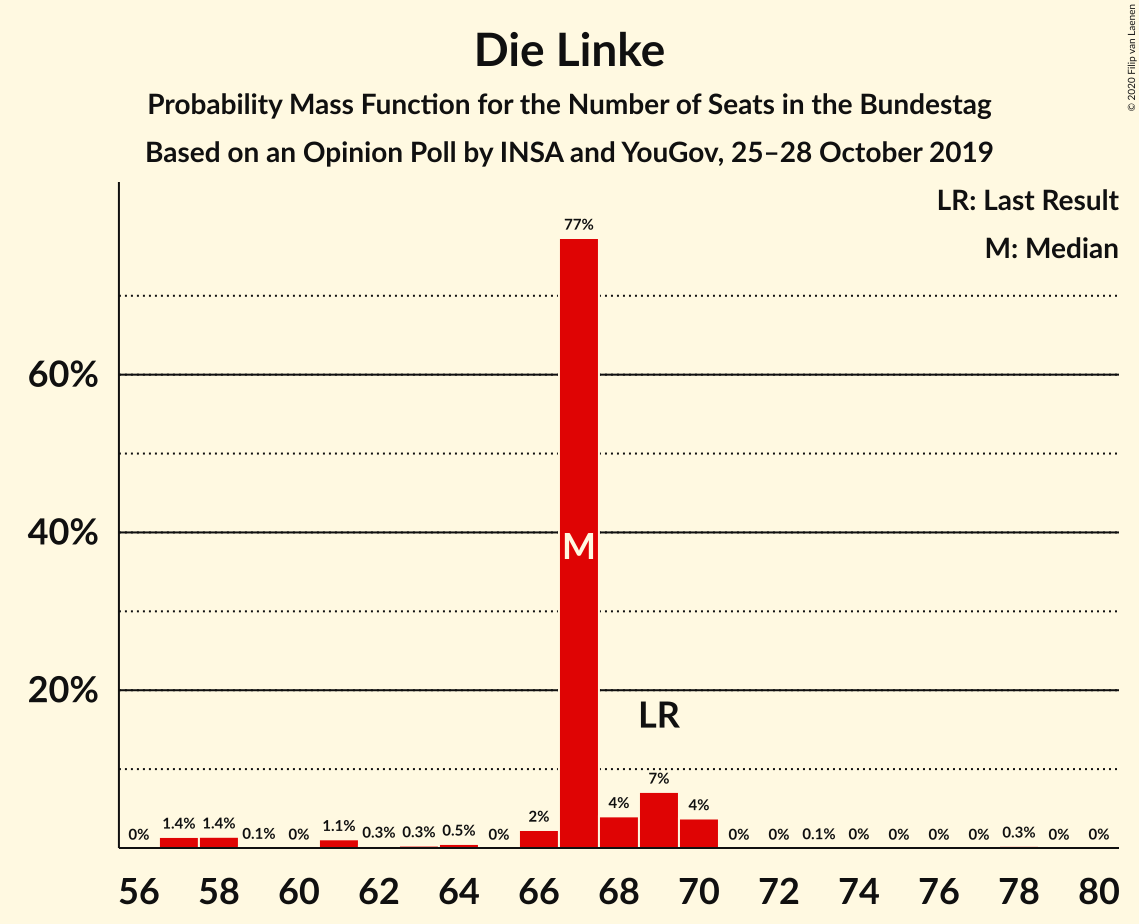 Die Linke
Probability Mass Function for the Number of Seats in the Bundestag
Based on an Opinion Poll by INSA and YouGov, 25–28 October 2019
© 2020 Filip van Laenen
LR: Last Result
M: Median
60%
40%
20%
0% 1.4% 1.4% 0.1% 0% 1.1% 0.3% 0.3% 0.5% 0% 2% 77% 4% 7% 4% 0% 0% 0.1% 0% 0% 0% 0% 0.3% 0% 0%
M
LR
56 58 60 62 64 66 68 70 72 74 76 78 80